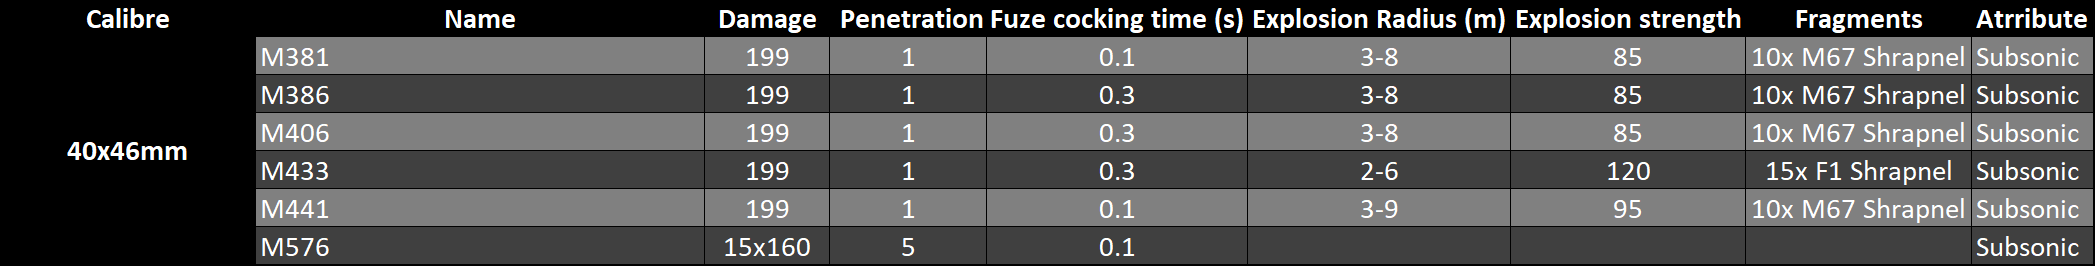 Calibre Name Damage Penetration Fuze cocking time (s) Explosion Radius (m) Explosion strength Fragments Atrribute
M381 199 1 0.1 3-8 85 10x M67 Shrapnel Subsonic
M386 199 1 0.3 3-8 85 10x M67 Shrapnel Subsonic
M406 199 1 0.3 3-8 85 10x M67 Shrapnel Subsonic
40x46mm
M433 199 1 0.3 2-6 120 15x F1 Shrapnel Subsonic
M441 199 1 0.1 3-9 95 10x M67 Shrapnel Subsonic
M576 15x160 5 0.1 Subsonic